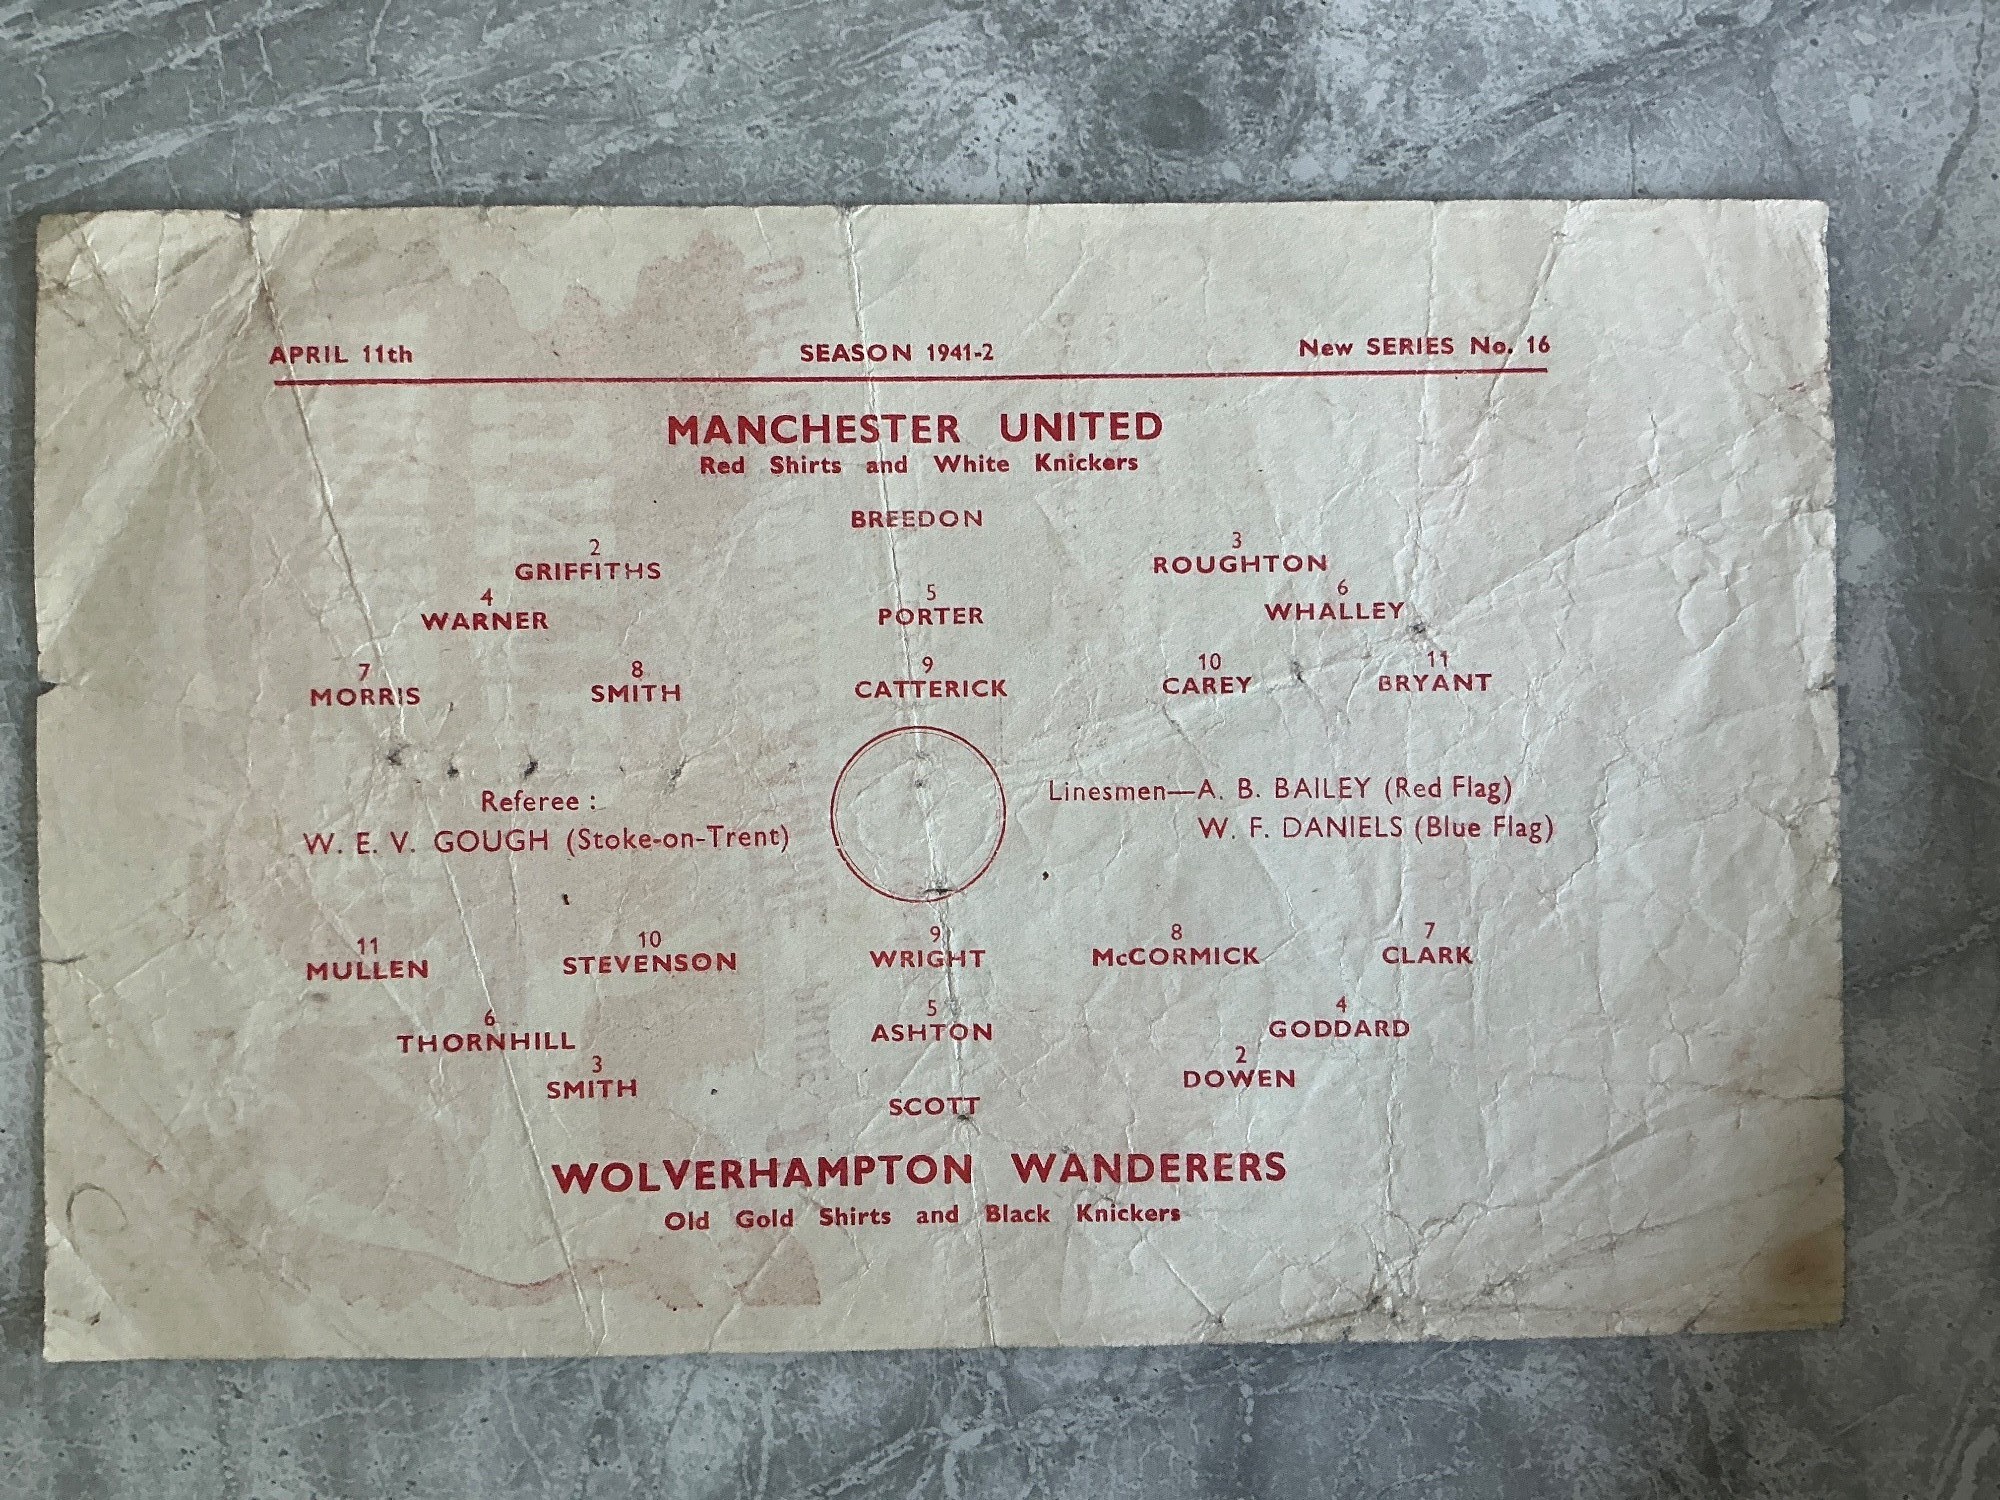 APRIL 11th SEASON 1941-2 New SERIES No. 16
MANCHESTER UNITED
Red Shirts and White Knickers
BREEDON
2 3
GRIFFITHS ROUGHTON
4 5 6
WARNER PORTER WHALLEY
7 8 9 10 11
MORRIS SMITH CATTERICK CAREY BRYANT
Referee :
W. E. V. GOUGH (Stoke-on-Trent)
Linesmen—A. B. BAILEY (Red Flag)
W. F. DANIELS (Blue Flag)
11 10 9 8 7
MULLEN STEVENSON WRIGHT McCORMICK CLARK
6 5 4
THORNHILL ASHTON GODDARD
3 2
SMITH DOWEN
SCOTT
WOLVERHAMPTON WANDERERS
Old Gold Shirts and Black Knickers